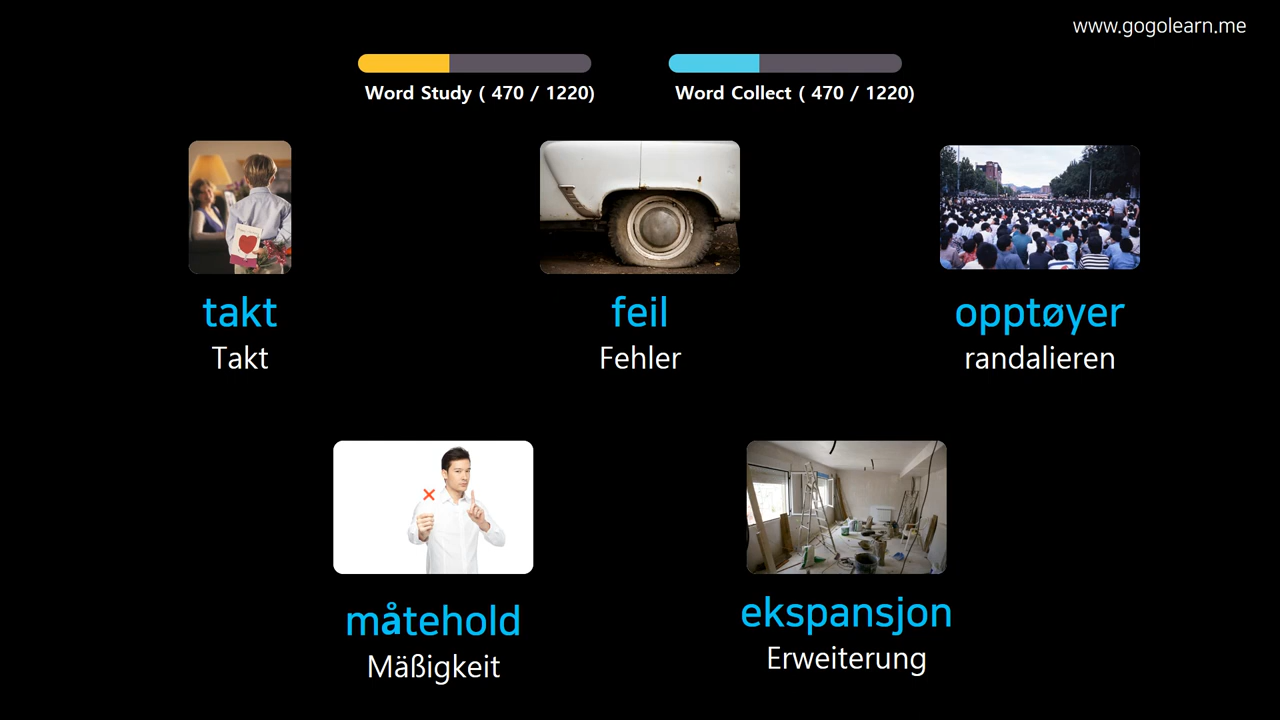 www.gogolearn.me
Word Study ( 470 / 1220)
Word Collect ( 470 / 1220)
takt
Takt
feil
Fehler
opptøyer
randalieren
måtehold
Mäßigkeit
ekspansjon
Erweiterung